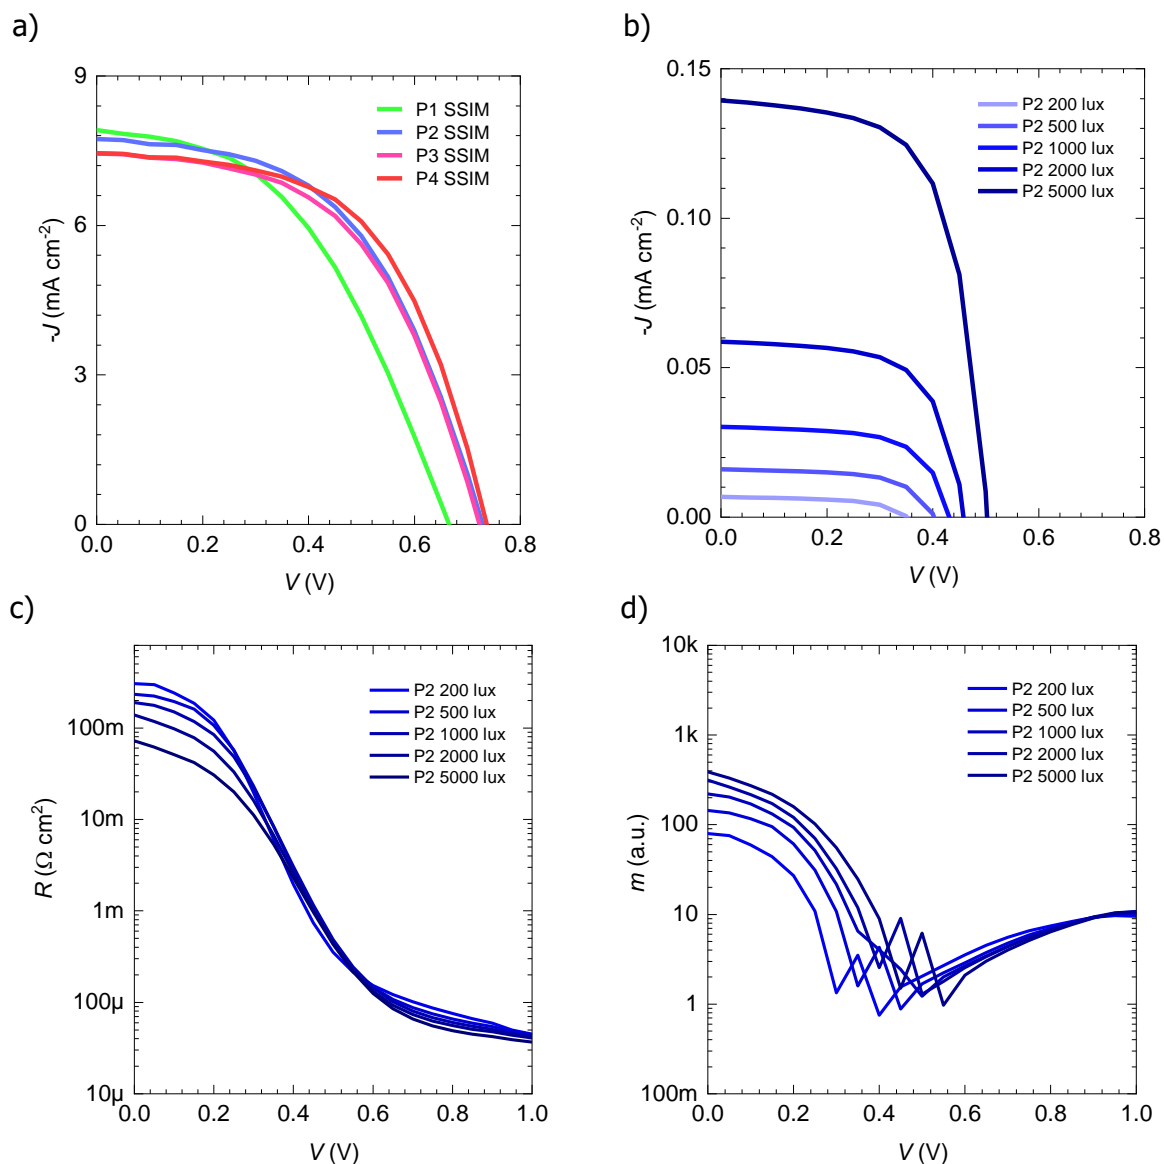 a)
9
6
3
0
-J (mA cm-2)
P1 SSIM
P2 SSIM
P3 SSIM
P4 SSIM
0.0 0.2 0.4 0.6 0.8
V (V)
b)
0.15
0.10
0.05
0.00
-J (mA cm-2)
P2 200 lux
P2 500 lux
P2 1000 lux
P2 2000 lux
P2 5000 lux
0.0 0.2 0.4 0.6 0.8
V (V)
c)
100m
10m
1m
100µ
10µ
R (Ω cm2)
P2 200 lux
P2 500 lux
P2 1000 lux
P2 2000 lux
P2 5000 lux
0.0 0.2 0.4 0.6 0.8 1.0
V (V)
d)
10k
1k
100
10
1
100m
m (a.u.)
P2 200 lux
P2 500 lux
P2 1000 lux
P2 2000 lux
P2 5000 lux
0.0 0.2 0.4 0.6 0.8 1.0
V (V)